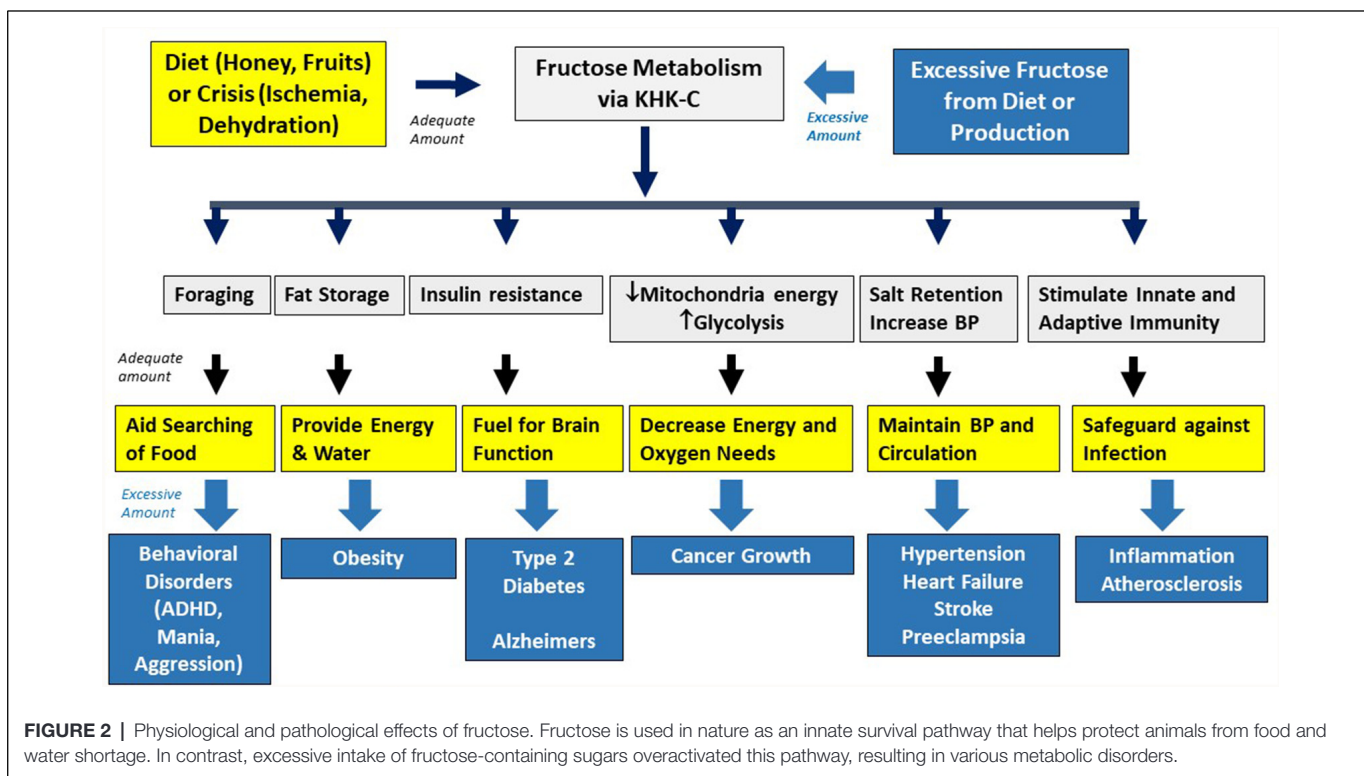 Diet (Honey, Fruits)
or Crisis (Ischemia,
Dehydration)
Adequate
Amount
Fructose Metabolism
via KHK-C
Excessive
Amount
Excessive Fructose
from Diet or
Production
Foraging
Fat Storage
Insulin resistance
↓Mitochondria energy
↑Glycolysis
Salt Retention
Increase BP
Stimulate Innate and
Adaptive Immunity
Adequate
amount
Aid Searching
of Food
Provide Energy
& Water
Fuel for Brain
Function
Decrease Energy and
Oxygen Needs
Maintain BP and
Circulation
Safeguard against
Infection
Excessive
Amount
Behavioral
Disorders
(ADHD,
Mania,
Aggression)
Obesity
Type 2
Diabetes
Alzheimers
Cancer Growth
Hypertension
Heart Failure
Stroke
Preeclampsia
Inflammation
Atherosclerosis
FIGURE 2 | Physiological and pathological effects of fructose. Fructose is used in nature as an innate survival pathway that helps protect animals from food and
water shortage. In contrast, excessive intake of fructose-containing sugars overactivated this pathway, resulting in various metabolic disorders.